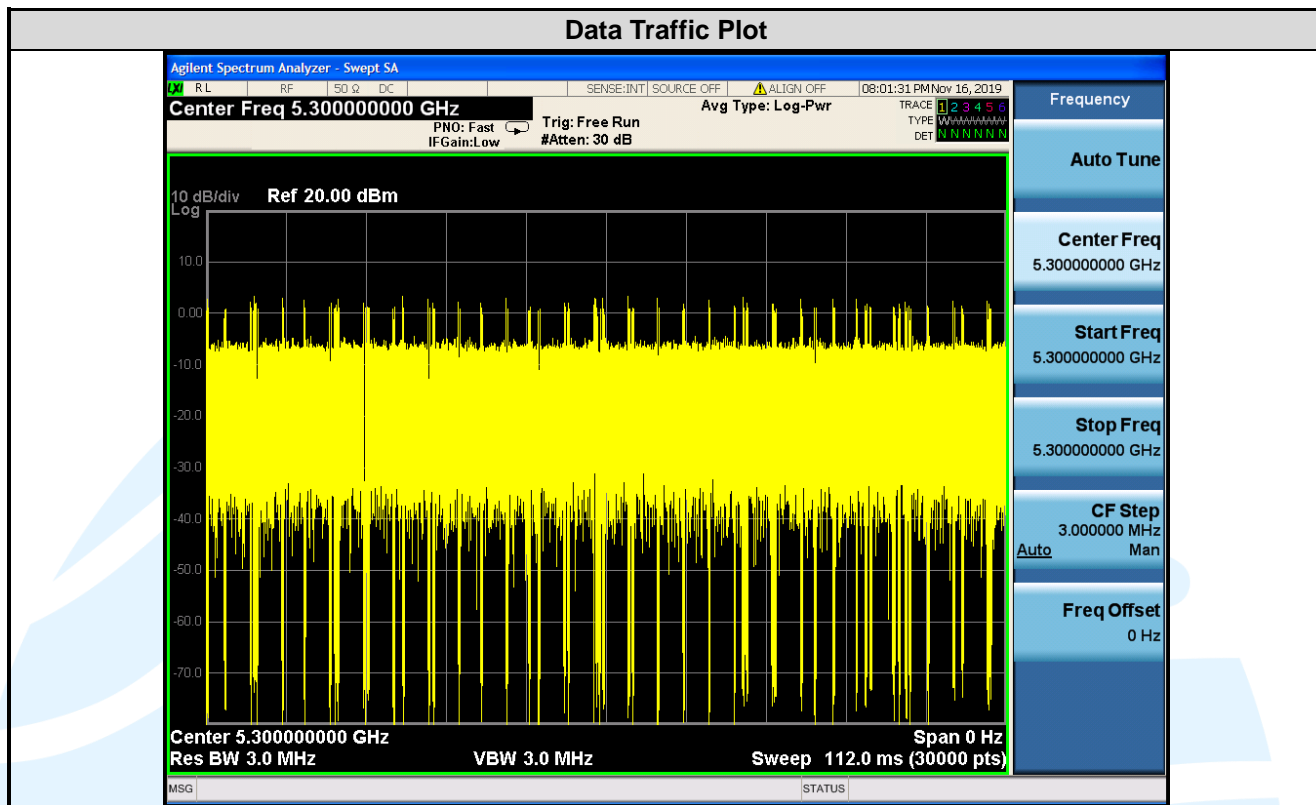 Data Traffic Plot
Agilent Spectrum Analyzer - Swept SA
LXI RL RF 50 Ω DC SENSE:INT SOURCE OFF ALIGN OFF 08:01:31 PM Nov 16, 2019
Center Freq 5.300000000 GHz
PNO: Fast
IFGain:Low
Trig: Free Run
#Atten: 30 dB
Avg Type: Log-Pwr
TRACE 1 2 3 4 5 6
TYPE
DET N N N N N N
10 dB/div Ref 20.00 dBm
Log
10.0
0.00
-10.0
-20.0
-30.0
-40.0
-50.0
-60.0
-70.0
Center 5.300000000 GHz Span 0 Hz
Res BW 3.0 MHz VBW 3.0 MHz Sweep 112.0 ms (30000 pts)
MSG STATUS
Frequency
Auto Tune
Center Freq
5.300000000 GHz
Start Freq
5.300000000 GHz
Stop Freq
5.300000000 GHz
CF Step
3.000000 MHz
Auto Man
Freq Offset
0 Hz